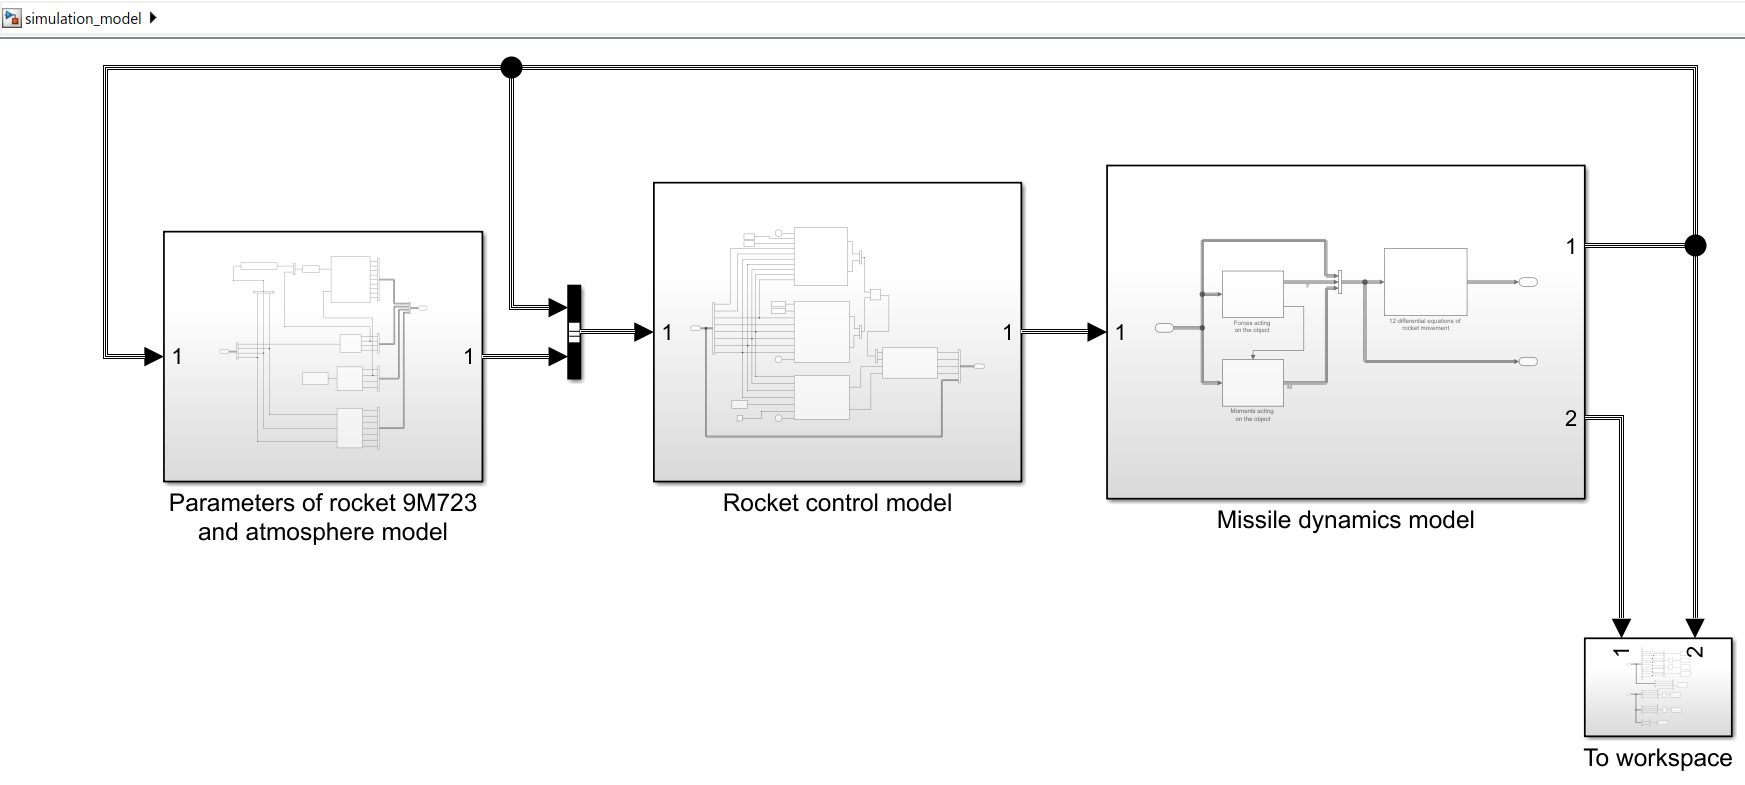 simulation_model
1
1
Parameters of rocket 9M723
and atmosphere model
1
1
Rocket control model
1
Forces acting
on the object
F
Moments acting
on the object
M
12 differential equations of
rocket movement
1
2
Missile dynamics model
1
2
To workspace